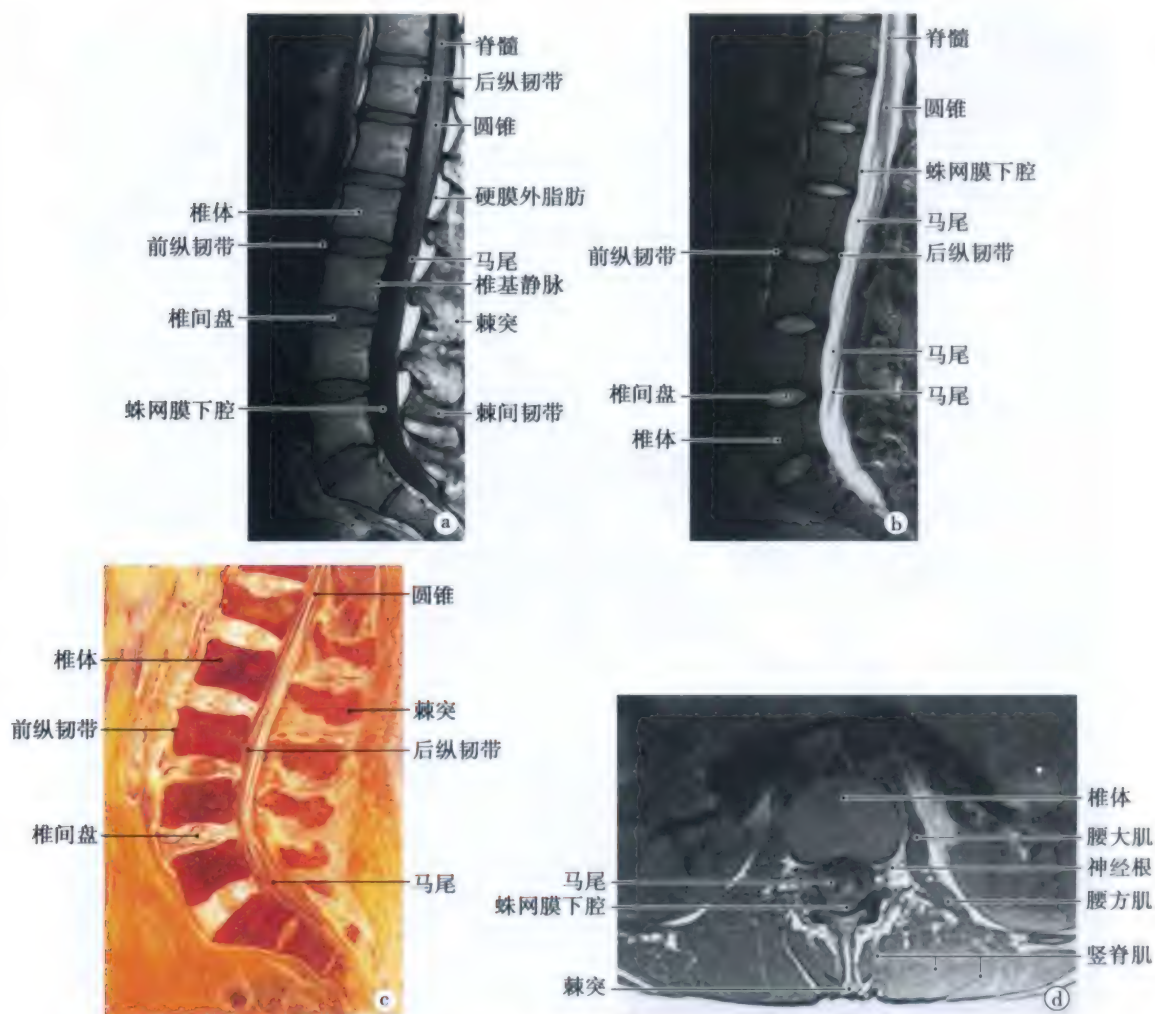 脊髓
后纵韧带
圆锥
硬膜外脂肪
椎体
前纵韧带
马尾
椎基静脉
椎间盘
棘突
蛛网膜下腔
棘间韧带
a
脊髓
圆锥
蛛网膜下腔
马尾
前纵韧带
后纵韧带
马尾
椎间盘
马尾
椎体
b
圆锥
椎体
棘突
前纵韧带
后纵韧带
椎间盘
马尾
c
椎体
腰大肌
神经根
马尾
腰方肌
蛛网膜下腔
竖脊肌
棘突
d